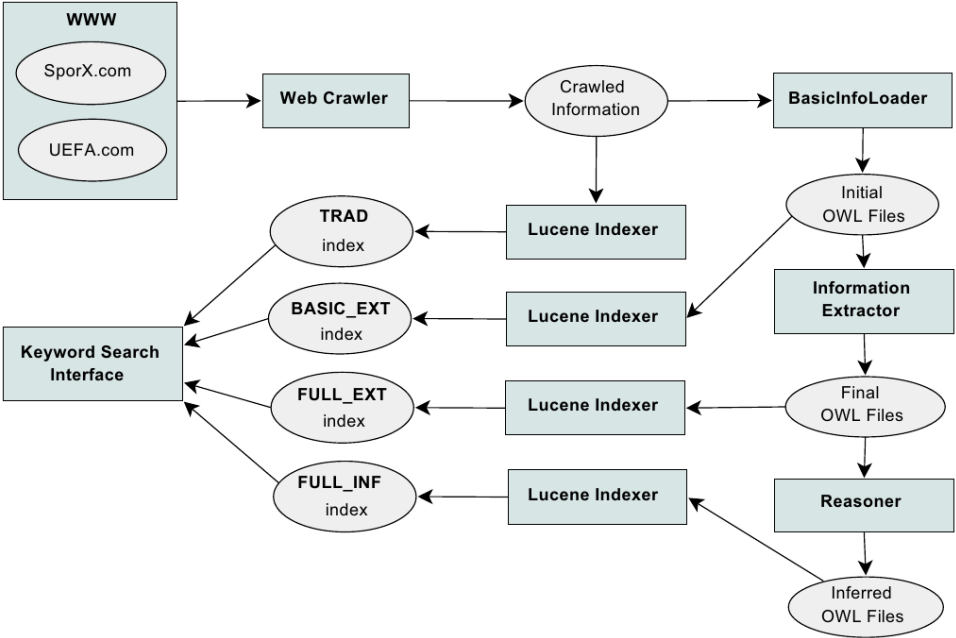 WWW
SporX.com
UEFA.com
Web Crawler
Crawled
Information
BasicInfoLoader
Initial
OWL Files
TRAD
index
Lucene Indexer
Information
Extractor
BASIC_EXT
index
Lucene Indexer
Keyword Search
Interface
FULL_EXT
index
Lucene Indexer
Final
OWL Files
FULL_INF
index
Lucene Indexer
Reasoner
Inferred
OWL Files